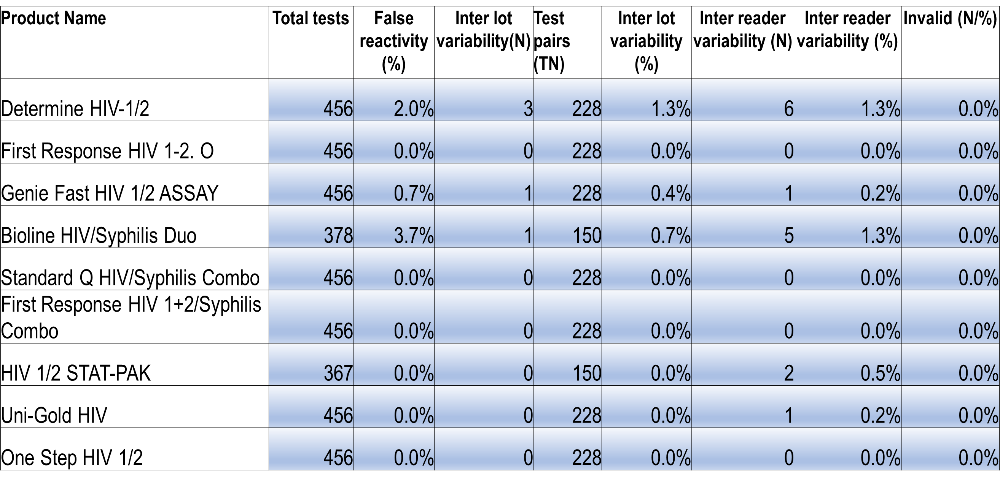 Product Name Total tests False reactivity (%) Inter lot variability(N) Test pairs (TN) Inter lot variability (%) Inter reader variability (N) Inter reader variability (%) Invalid (N/%)
Determine HIV-1/2 456 2.0% 3 228 1.3% 6 1.3% 0.0%
First Response HIV 1-2. O 456 0.0% 0 228 0.0% 0 0.0% 0.0%
Genie Fast HIV 1/2 ASSAY 456 0.7% 1 228 0.4% 1 0.2% 0.0%
Bioline HIV/Syphilis Duo 378 3.7% 1 150 0.7% 5 1.3% 0.0%
Standard Q HIV/Syphilis Combo 456 0.0% 0 228 0.0% 0 0.0% 0.0%
First Response HIV 1+2/Syphilis
Combo 456 0.0% 0 228 0.0% 0 0.0% 0.0%
HIV 1/2 STAT-PAK 367 0.0% 0 150 0.0% 2 0.5% 0.0%
Uni-Gold HIV 456 0.0% 0 228 0.0% 1 0.2% 0.0%
One Step HIV 1/2 456 0.0% 0 228 0.0% 0 0.0% 0.0%